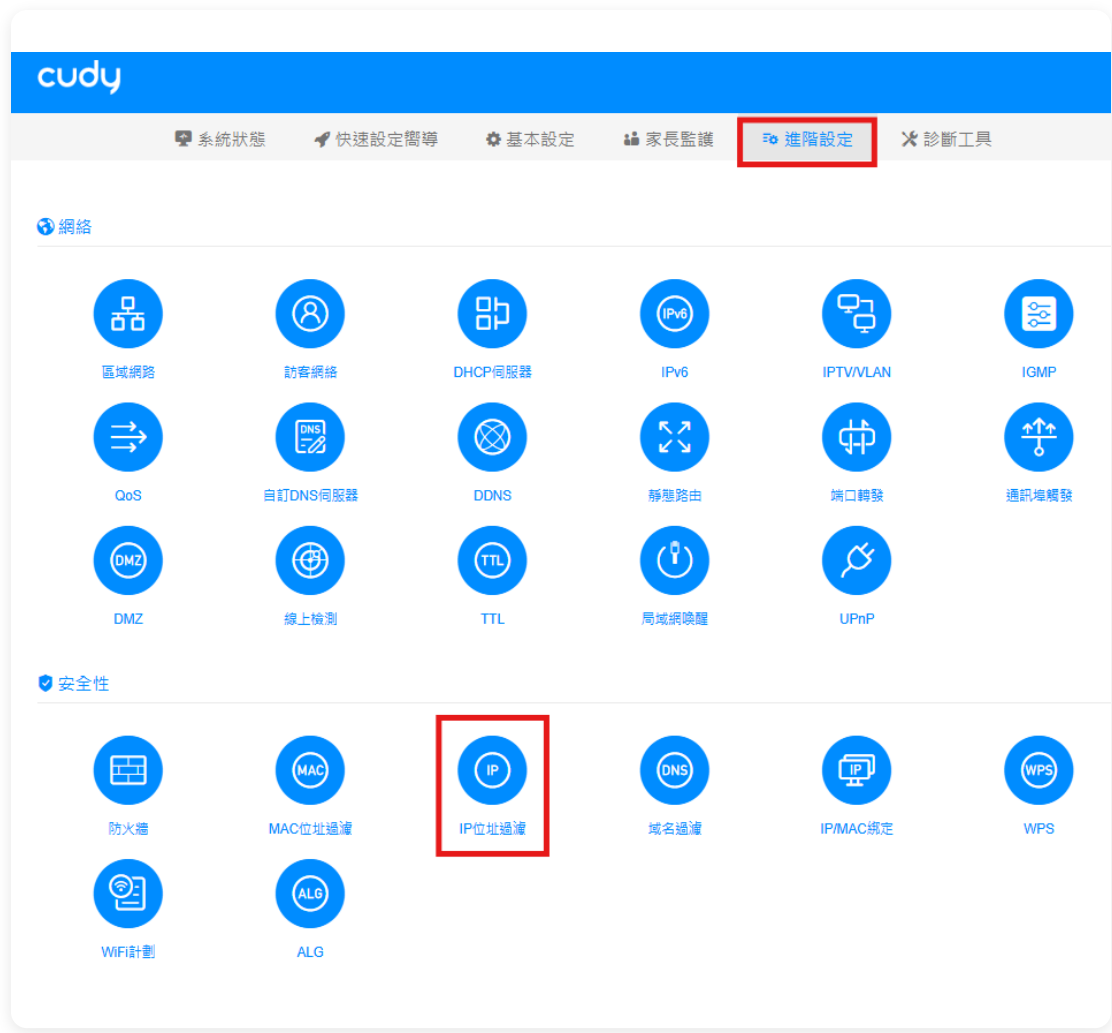 cudy
系統狀態 快速設定嚮導 基本設定 家長監護 進階設定 診斷工具
網絡
IPv6
區域網路 訪客網絡 DHCP伺服器 IPv6 IPTV/VLAN IGMP
DNS
QoS 自訂DNS伺服器 DDNS 靜態路由 端口轉發 通訊埠觸發
DMZ TTL
DMZ 線上檢測 TTL 局域網喚醒 UPnP
安全性
MAC IP DNS IP WPS
防火牆 MAC位址過濾 IP位址過濾 域名過濾 IP/MAC綁定 WPS
ALG
WiFi計劃 ALG